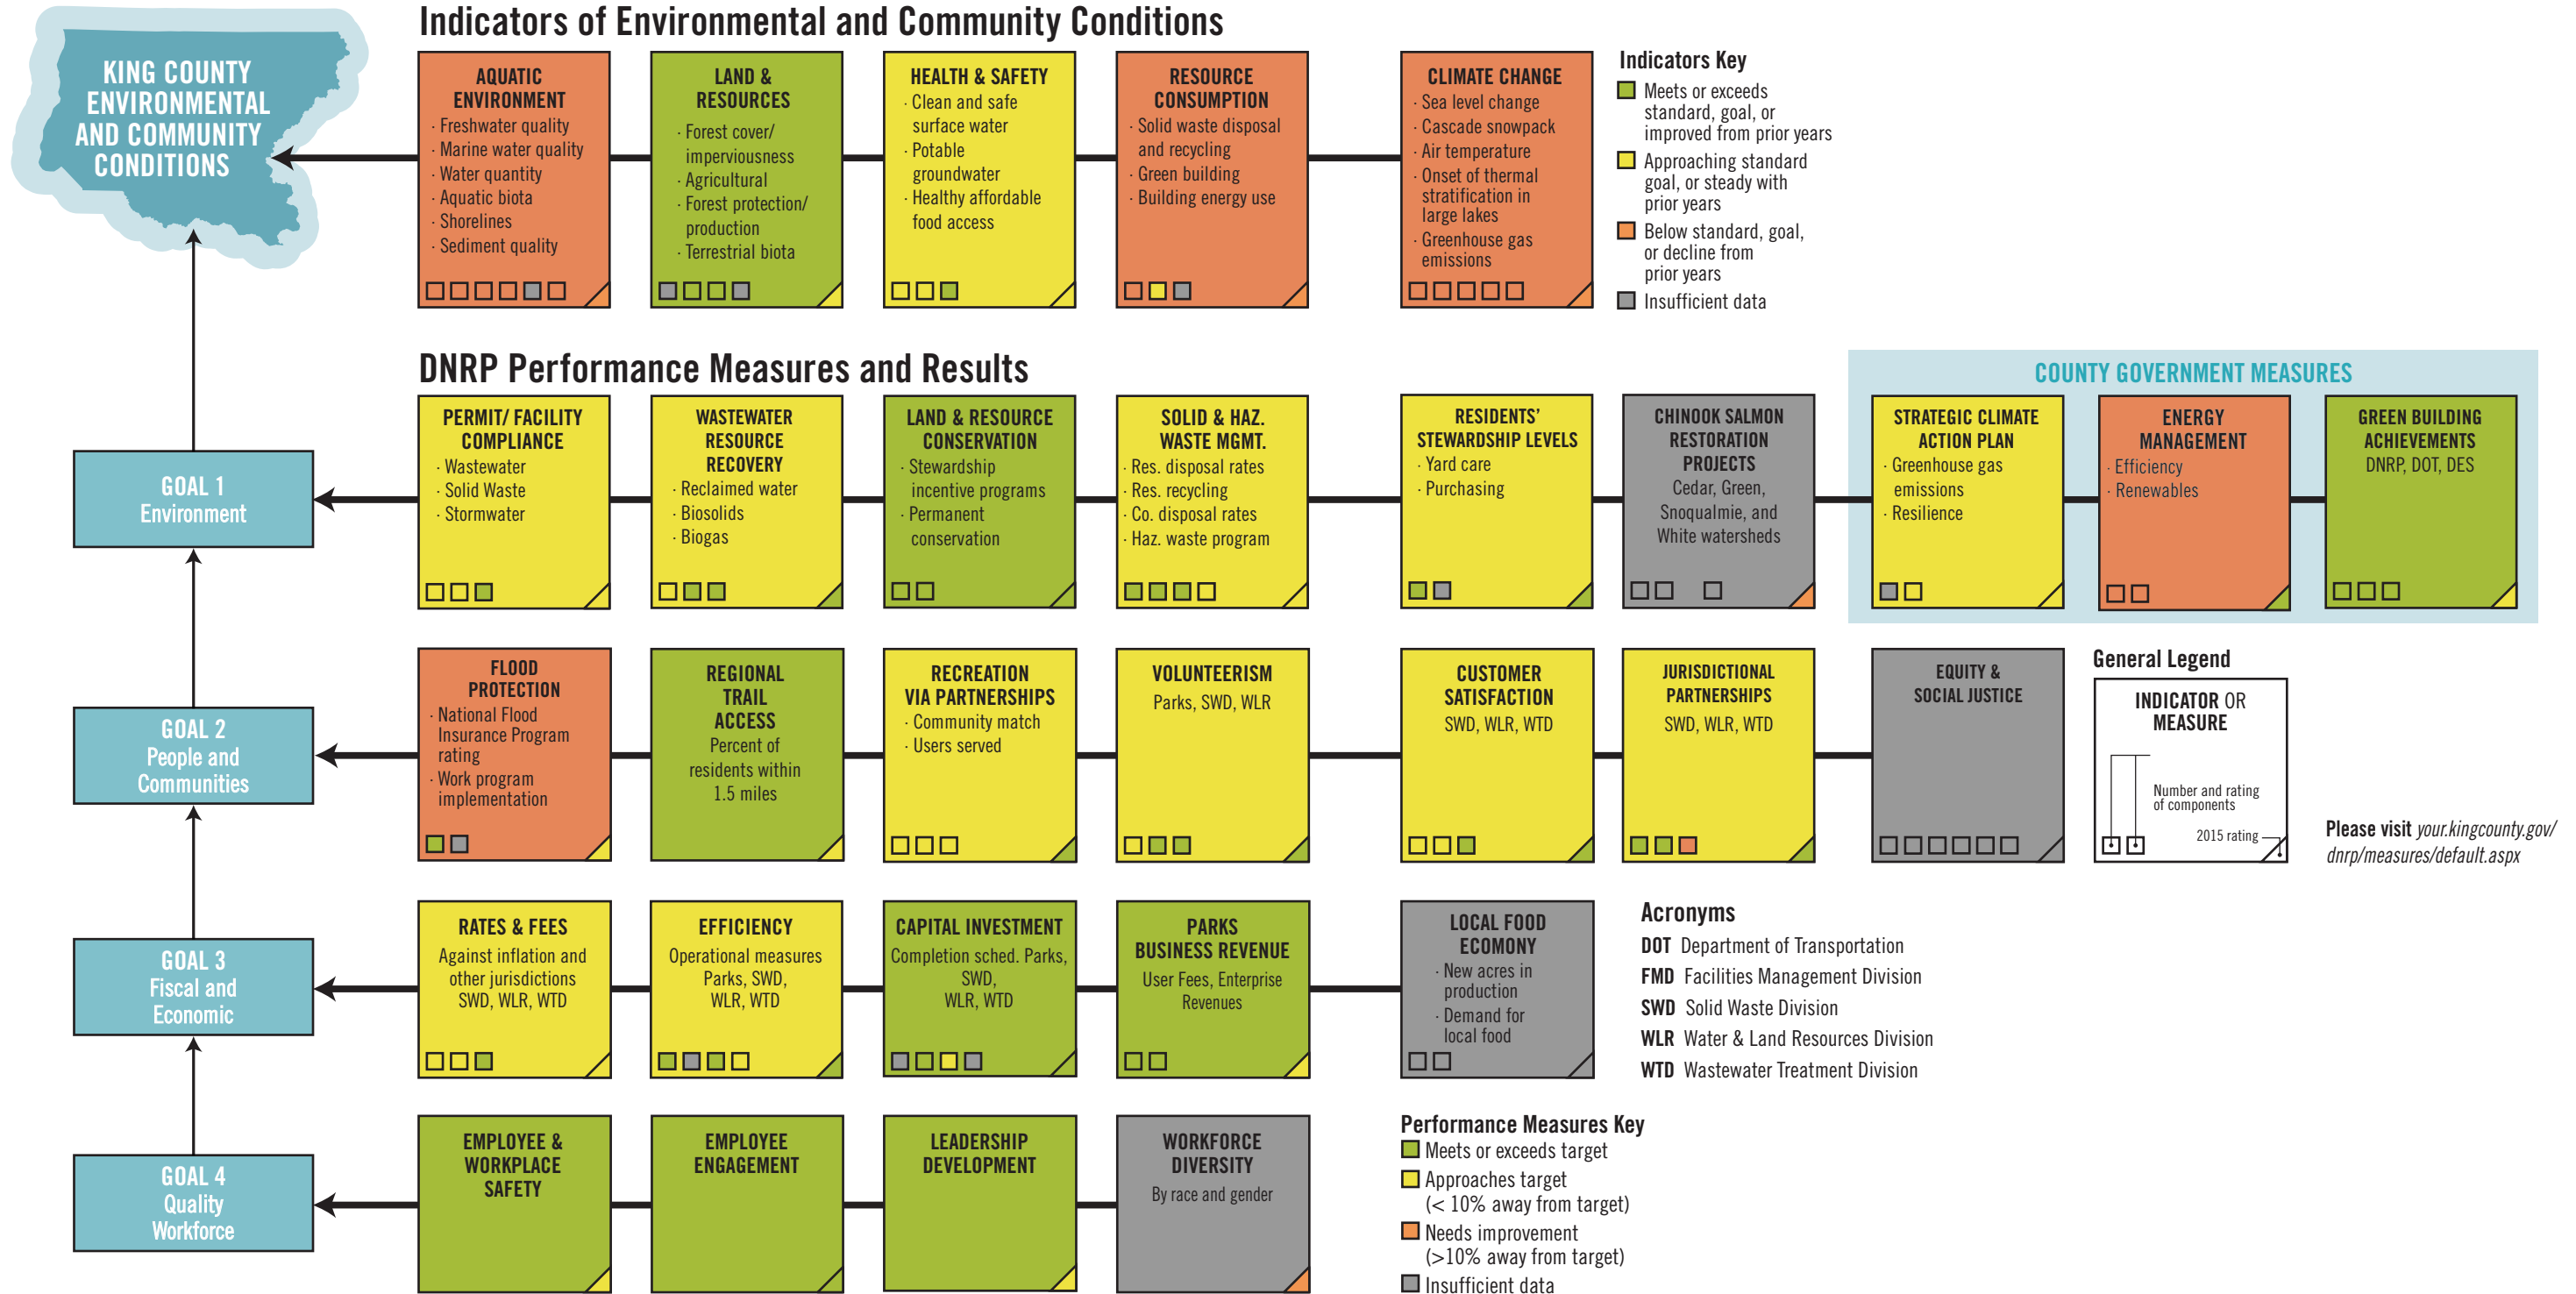 KING COUNTY
ENVIRONMENTAL
AND COMMUNITY
CONDITIONS
Indicators of Environmental and Community Conditions
AQUATIC
ENVIRONMENT
· Freshwater quality
· Marine water quality
· Water quantity
· Aquatic biota
· Shorelines
· Sediment quality
LAND &
RESOURCES
· Forest cover/
imperviousness
· Agricultural
· Forest protection/
production
· Terrestrial biota
HEALTH & SAFETY
· Clean and safe
surface water
· Potable
groundwater
· Healthy affordable
food access
RESOURCE
CONSUMPTION
· Solid waste disposal
and recycling
· Green building
· Building energy use
CLIMATE CHANGE
· Sea level change
· Cascade snowpack
· Air temperature
· Onset of thermal
stratification in
large lakes
· Greenhouse gas
emissions
Indicators Key
Meets or exceeds
standard, goal, or
improved from prior years
Approaching standard
goal, or steady with
prior years
Below standard, goal,
or decline from
prior years
Insufficient data
DNRP Performance Measures and Results
COUNTY GOVERNMENT MEASURES
GOAL 1
Environment
PERMIT/ FACILITY
COMPLIANCE
· Wastewater
· Solid Waste
· Stormwater
WASTEWATER
RESOURCE
RECOVERY
· Reclaimed water
· Biosolids
· Biogas
LAND & RESOURCE
CONSERVATION
· Stewardship
incentive programs
· Permanent
conservation
SOLID & HAZ.
WASTE MGMT.
· Res. disposal rates
· Res. recycling
· Co. disposal rates
· Haz. waste program
RESIDENTS'
STEWARDSHIP LEVELS
· Yard care
· Purchasing
CHINOOK SALMON
RESTORATION
PROJECTS
Cedar, Green,
Snoqualmie, and
White watersheds
STRATEGIC CLIMATE
ACTION PLAN
· Greenhouse gas
emissions
· Resilience
ENERGY
MANAGEMENT
· Efficiency
· Renewables
GREEN BUILDING
ACHIEVEMENTS
DNRP, DOT, DES
GOAL 2
People and
Communities
FLOOD
PROTECTION
· National Flood
Insurance Program
rating
· Work program
implementation
REGIONAL
TRAIL
ACCESS
Percent of
residents within
1.5 miles
RECREATION
VIA PARTNERSHIPS
· Community match
· Users served
VOLUNTEERISM
Parks, SWD, WLR
CUSTOMER
SATISFACTION
SWD, WLR, WTD
JURISDICTIONAL
PARTNERSHIPS
SWD, WLR, WTD
EQUITY &
SOCIAL JUSTICE
General Legend
INDICATOR OR
MEASURE
Number and rating
of components
2015 rating
Please visit your.kingcounty.gov/
dnrp/measures/default.aspx
GOAL 3
Fiscal and
Economic
RATES & FEES
Against inflation and
other jurisdictions
SWD, WLR, WTD
EFFICIENCY
Operational measures
Parks, SWD,
WLR, WTD
CAPITAL INVESTMENT
Completion sched. Parks,
SWD,
WLR, WTD
PARKS
BUSINESS REVENUE
User Fees, Enterprise
Revenues
LOCAL FOOD
ECOMONY
· New acres in
production
· Demand for
local food
Acronyms
DOT Department of Transportation
FMD Facilities Management Division
SWD Solid Waste Division
WLR Water & Land Resources Division
WTD Wastewater Treatment Division
GOAL 4
Quality
Workforce
EMPLOYEE &
WORKPLACE
SAFETY
EMPLOYEE
ENGAGEMENT
LEADERSHIP
DEVELOPMENT
WORKFORCE
DIVERSITY
By race and gender
Performance Measures Key
Meets or exceeds target
Approaches target
(< 10% away from target)
Needs improvement
(>10% away from target)
Insufficient data